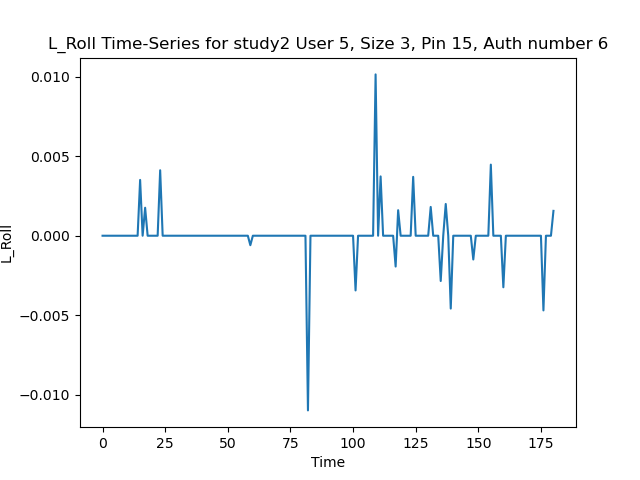 L_Roll Time-Series for study2 User 5, Size 3, Pin 15, Auth number 6
0.010
0.005
0.000
−0.005
−0.010
L_Roll
0 25 50 75 100 125 150 175
Time